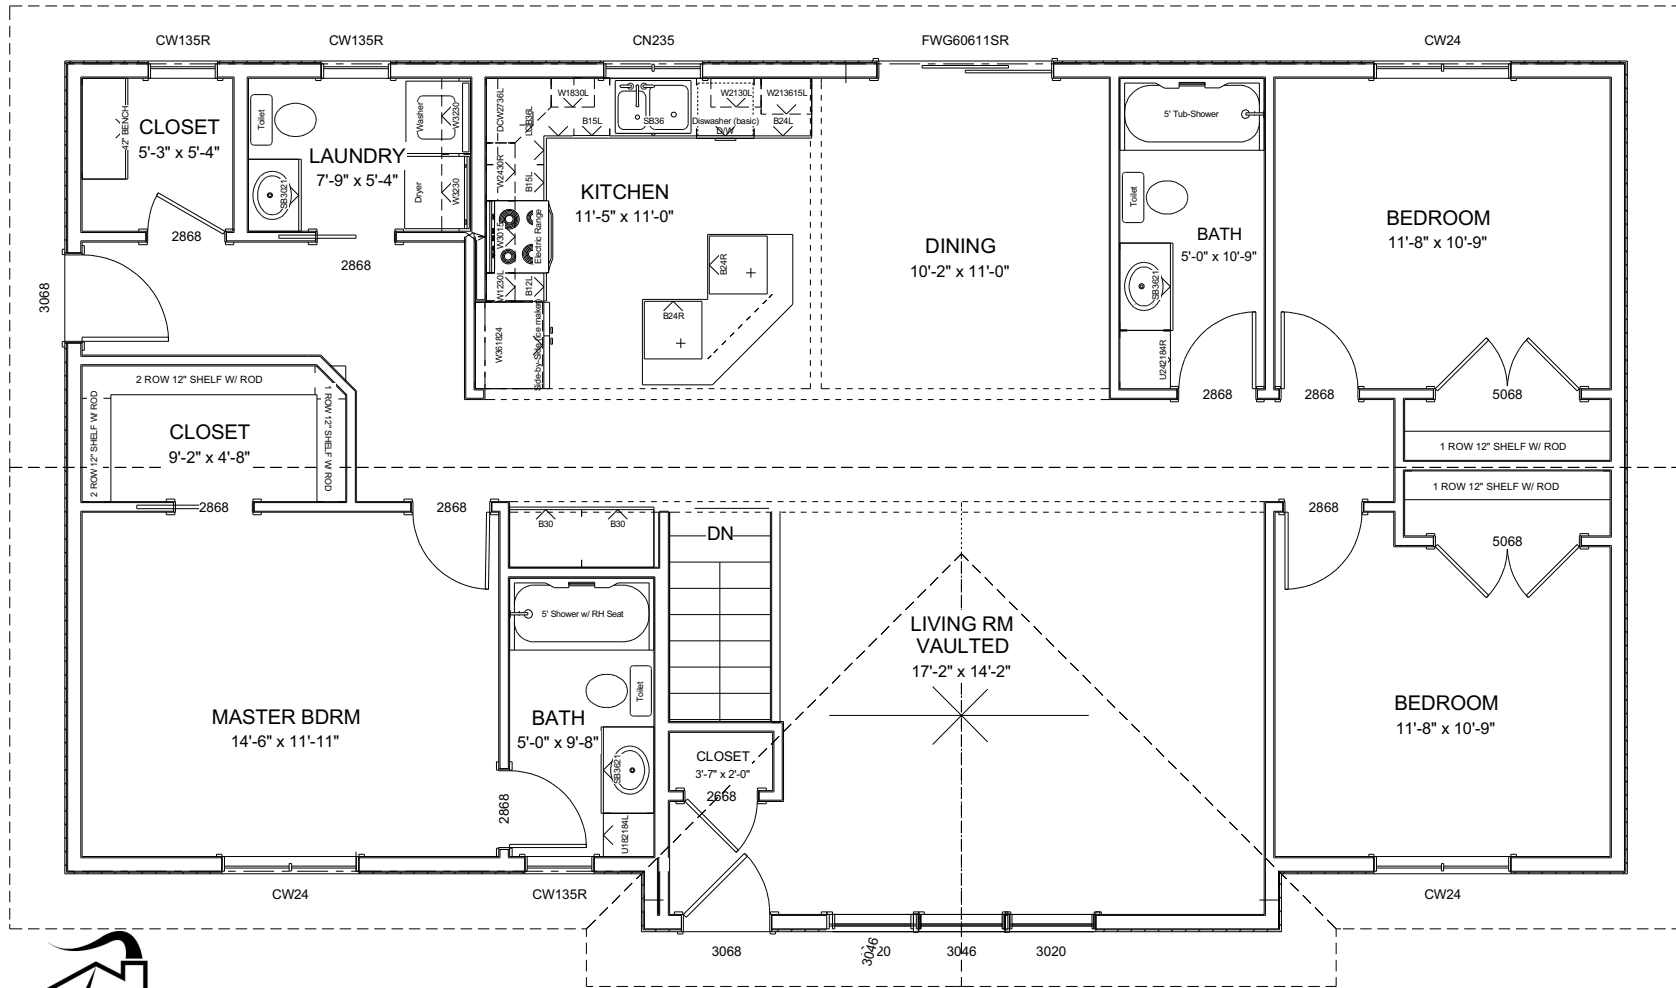 CW135R
CW135R
CN235
FWG60611SR
CW24
42" BENCH
CLOSET
5'-3" x 5'-4"
2868
Toilet
LAUNDRY
7'-9" x 5'-4"
SB3021
Washer
W3230
Dryer
W3230
2868
DCW2736L
W1830L
B15L
SB36
W2130L
Diswasher (basic)
D/W
W213615L
B24L
W2430R
B15L
W3015
Electric Range
W1230L
B12L
W361824
KITCHEN
11'-5" x 11'-0"
B24R
B24R
DINING
10'-2" x 11'-0"
5' Tub-Shower
Toilet
BATH
5'-0" x 10'-9"
SB3621
U242184R
2868
BEDROOM
11'-8" x 10'-9"
2868
5068
1 ROW 12" SHELF W/ ROD
3068
2 ROW 12" SHELF W/ ROD
2 ROW 12" SHELF W/ ROD
1 ROW 12" SHELF W/ ROD
CLOSET
9'-2" x 4'-8"
2868
2868
B30
B30
DN
1 ROW 12" SHELF W/ ROD
2868
5068
MASTER BDRM
14'-6" x 11'-11"
5' Shower w/ RH Seat
Toilet
BATH
5'-0" x 9'-8"
SB3621
U182184L
2868
CLOSET
3'-7" x 2'-0"
2668
LIVING RM
VAULTED
17'-2" x 14'-2"
BEDROOM
11'-8" x 10'-9"
CW24
CW135R
CW24
3068
3046
3046
3020